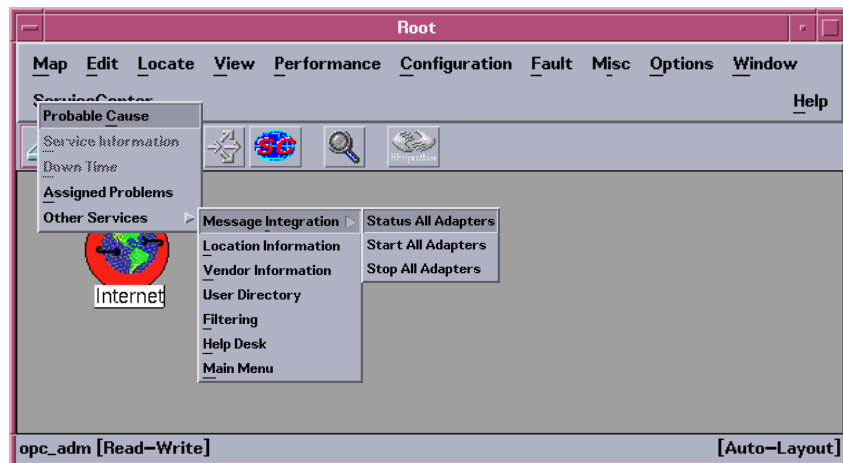 Root
Map Edit Locate View Performance Configuration Fault Misc Options Window
ServiceCenter Help
Probable Cause
Service Information
Down Time
Assigned Problems
Other Services
SC
Message Integration
Location Information
Vendor Information
User Directory
Filtering
Help Desk
Main Menu
Status All Adapters
Start All Adapters
Stop All Adapters
Internet
opc_adm [Read-Write] [Auto-Layout]